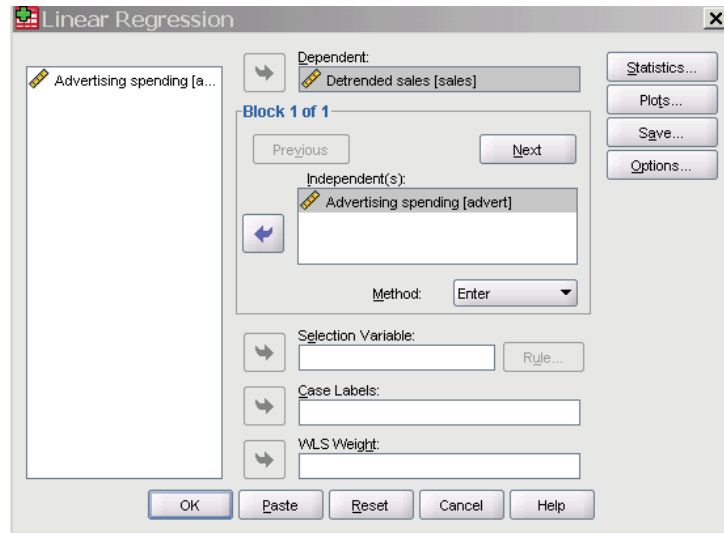 Linear Regression
X
Advertising spending [a...
Dependent:
Detrended sales [sales]
Block 1 of 1
Previous
Next
Independent(s):
Advertising spending [advert]
Method:
Enter
Selection Variable:
Rule...
Case Labels:
WLS Weight:
Statistics...
Plots...
Save...
Options...
OK
Paste
Reset
Cancel
Help